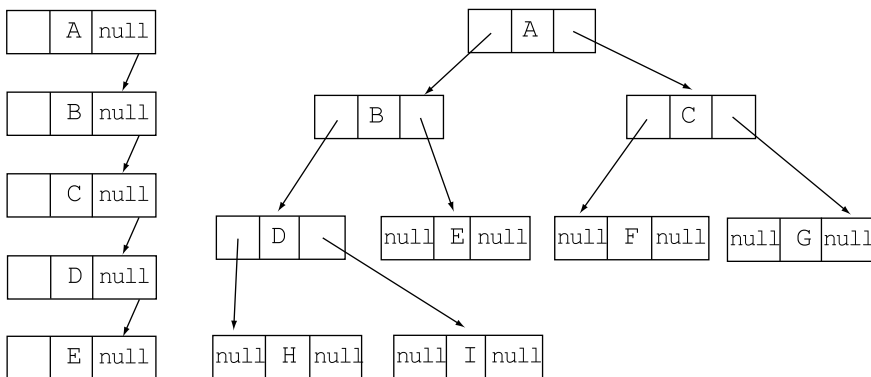 A null
A
B null
B
C
C null
D
null E null
null F null
null G null
D null
E null
null H null
null I null